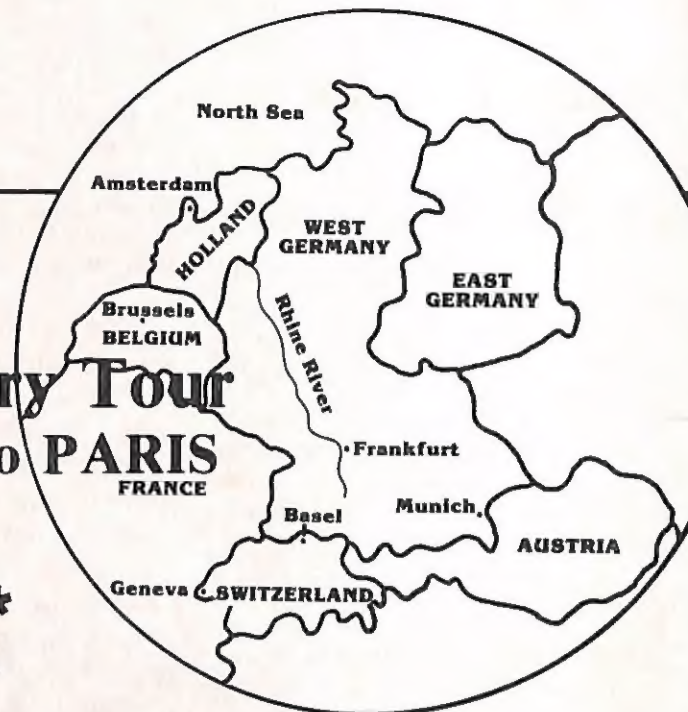 North Sea
Amsterdam
HOLLAND
WEST
GERMANY
EAST
GERMANY
Brussels
BELGIUM
Rhine River
Tour
PARIS
FRANCE
Frankfurt
Basel
Munich
AUSTRIA
Geneva
SWITZERLAND
*